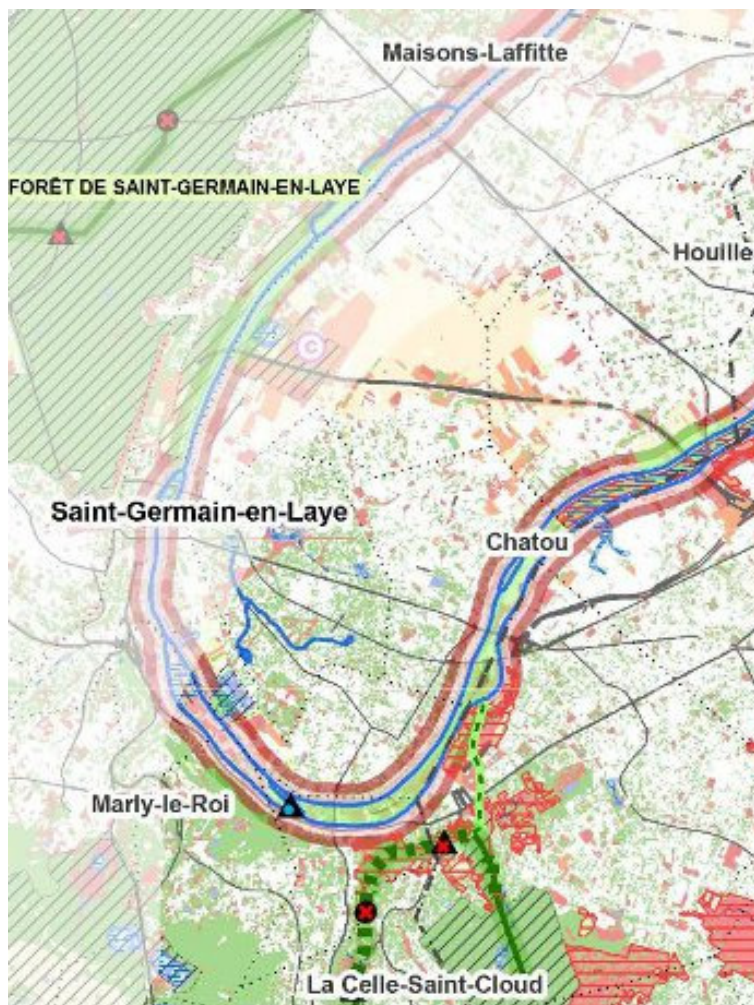 Maisons-Laffitte
FORÊT DE SAINT-GERMAIN-EN-LAYE
Houille
C
Saint-Germain-en-Laye
Chatou
Marly-le-Roi
La Celle-Saint-Cloud